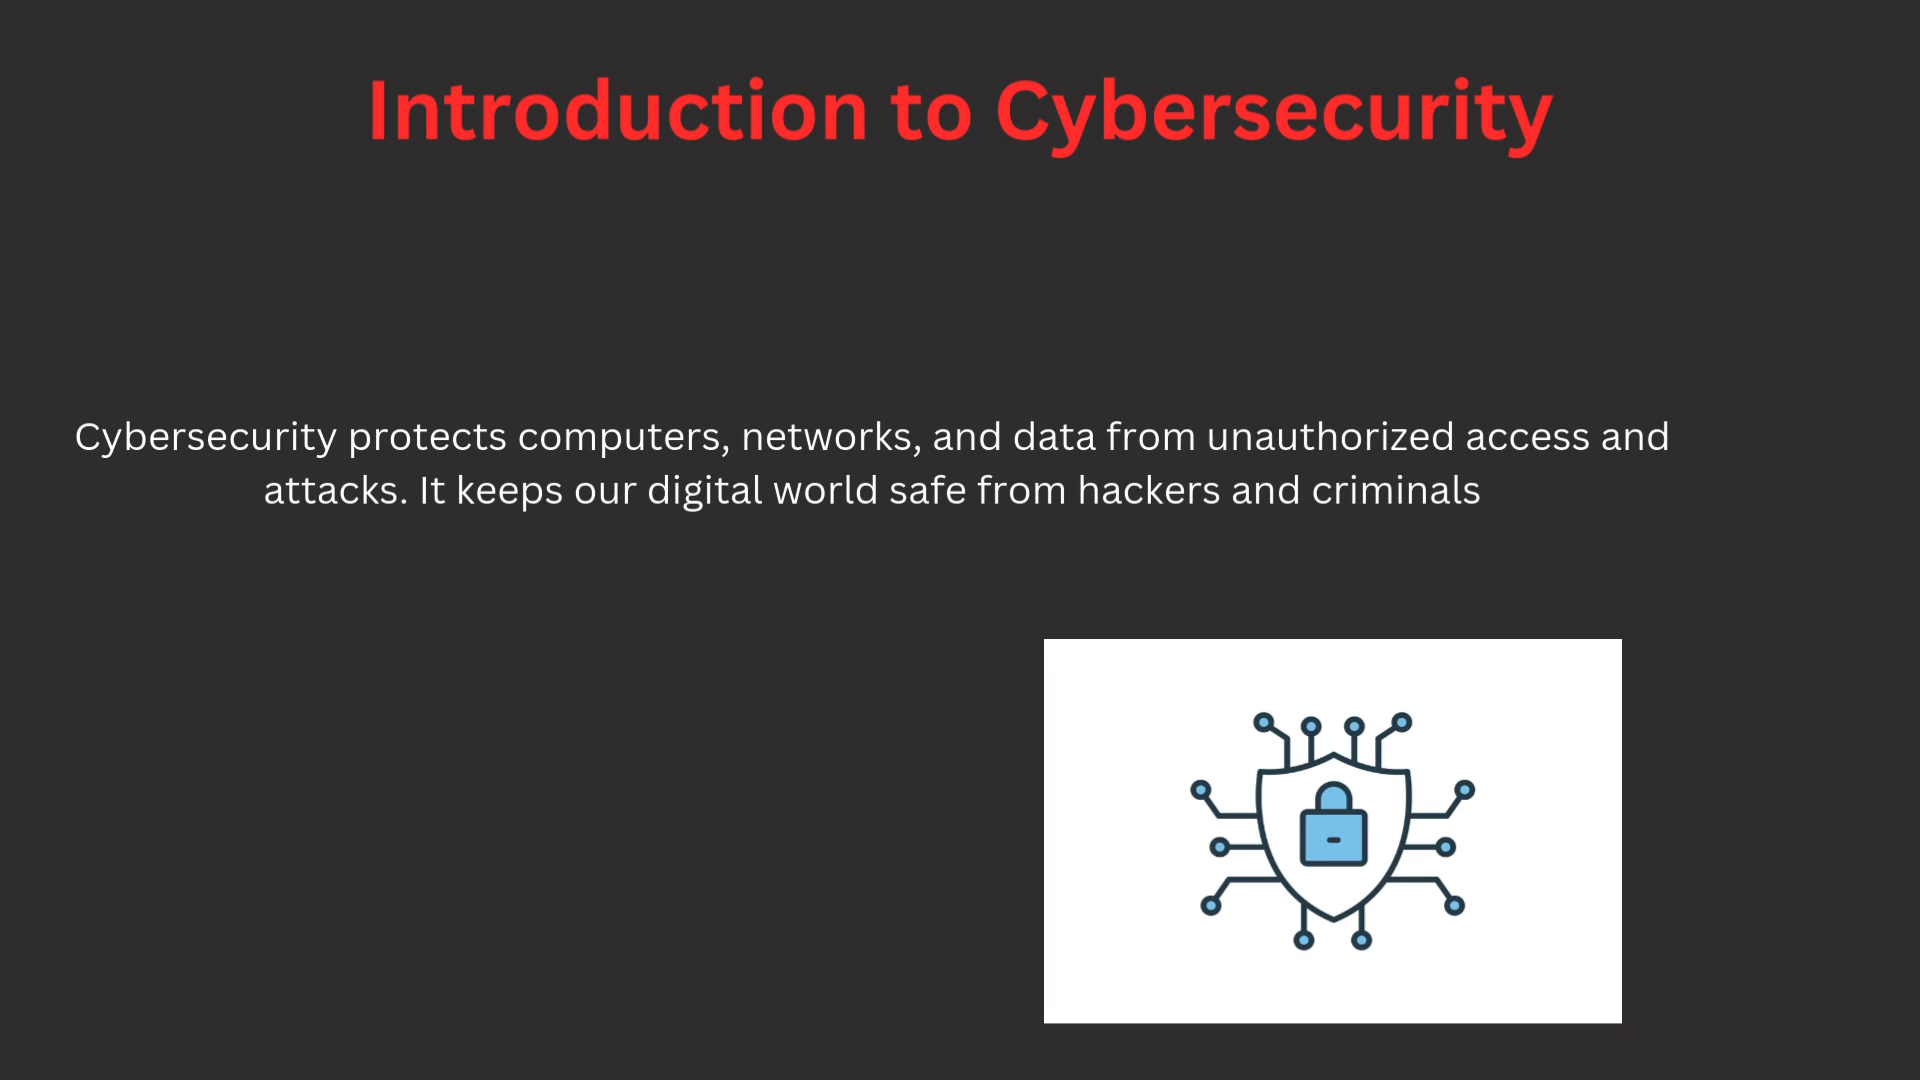 Introduction to Cybersecurity
Cybersecurity protects computers, networks, and data from unauthorized access and
attacks. It keeps our digital world safe from hackers and criminals